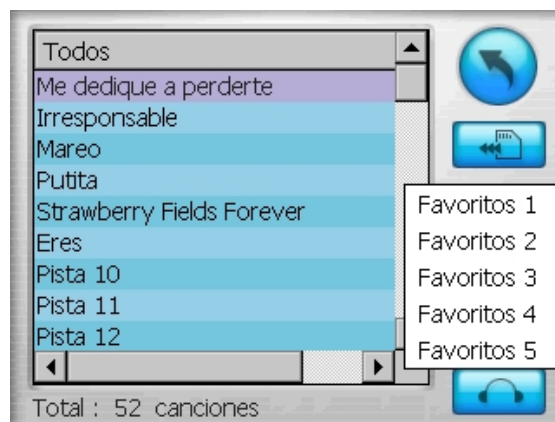 Todos
Me dedique a perderte
Irresponsable
Mareo
Putita
Strawberry Fields Forever
Eres
Pista 10
Pista 11
Pista 12
Favoritos 1
Favoritos 2
Favoritos 3
Favoritos 4
Favoritos 5
Total : 52 canciones